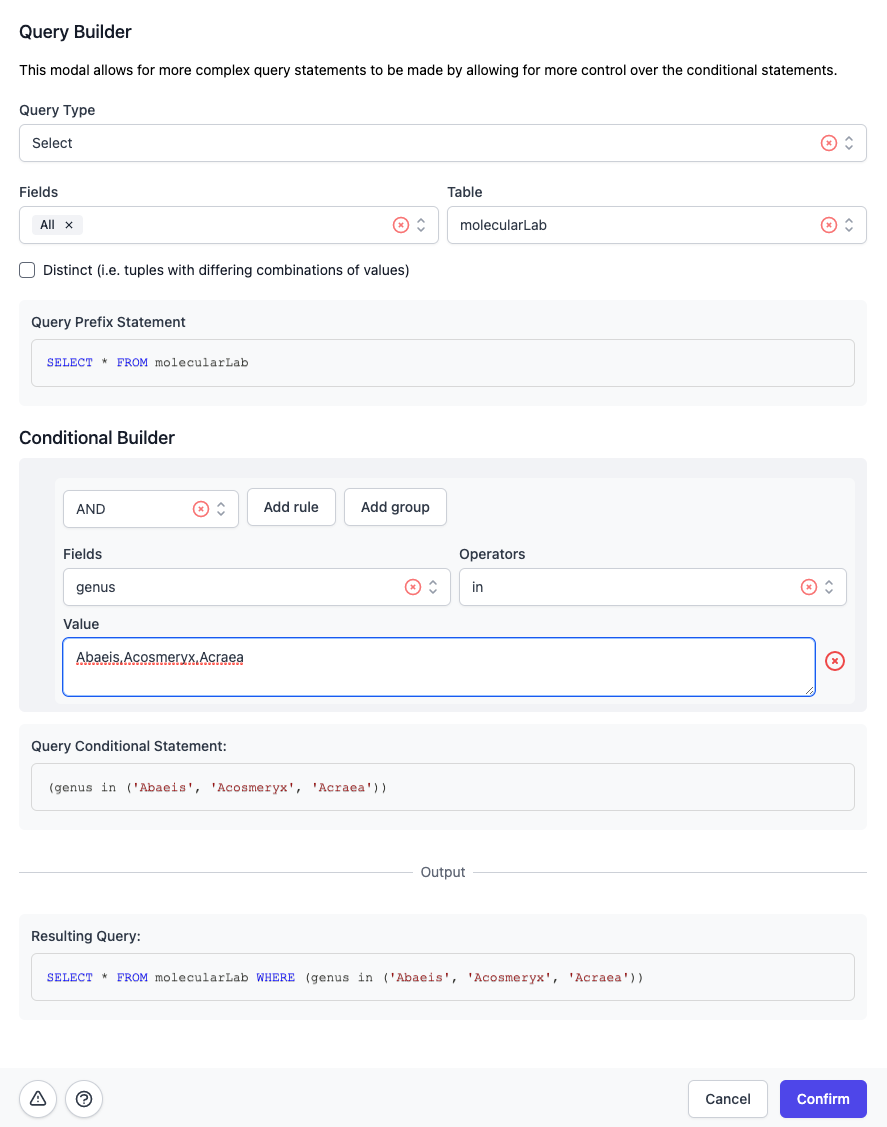 Query Builder
This modal allows for more complex query statements to be made by allowing for more control over the conditional statements.
Query Type
Select
Fields
Table
All ×
molecularLab
Distinct (i.e. tuples with differing combinations of values)
Query Prefix Statement
SELECT * FROM molecularLab
Conditional Builder
AND
Add rule
Add group
Fields
Operators
genus
in
Value
Abaeis,Acosmeryx,Acraea
Query Conditional Statement:
(genus in ('Abaeis', 'Acosmeryx', 'Acraea'))
Output
Resulting Query:
SELECT * FROM molecularLab WHERE (genus in ('Abaeis', 'Acosmeryx', 'Acraea'))
Cancel
Confirm